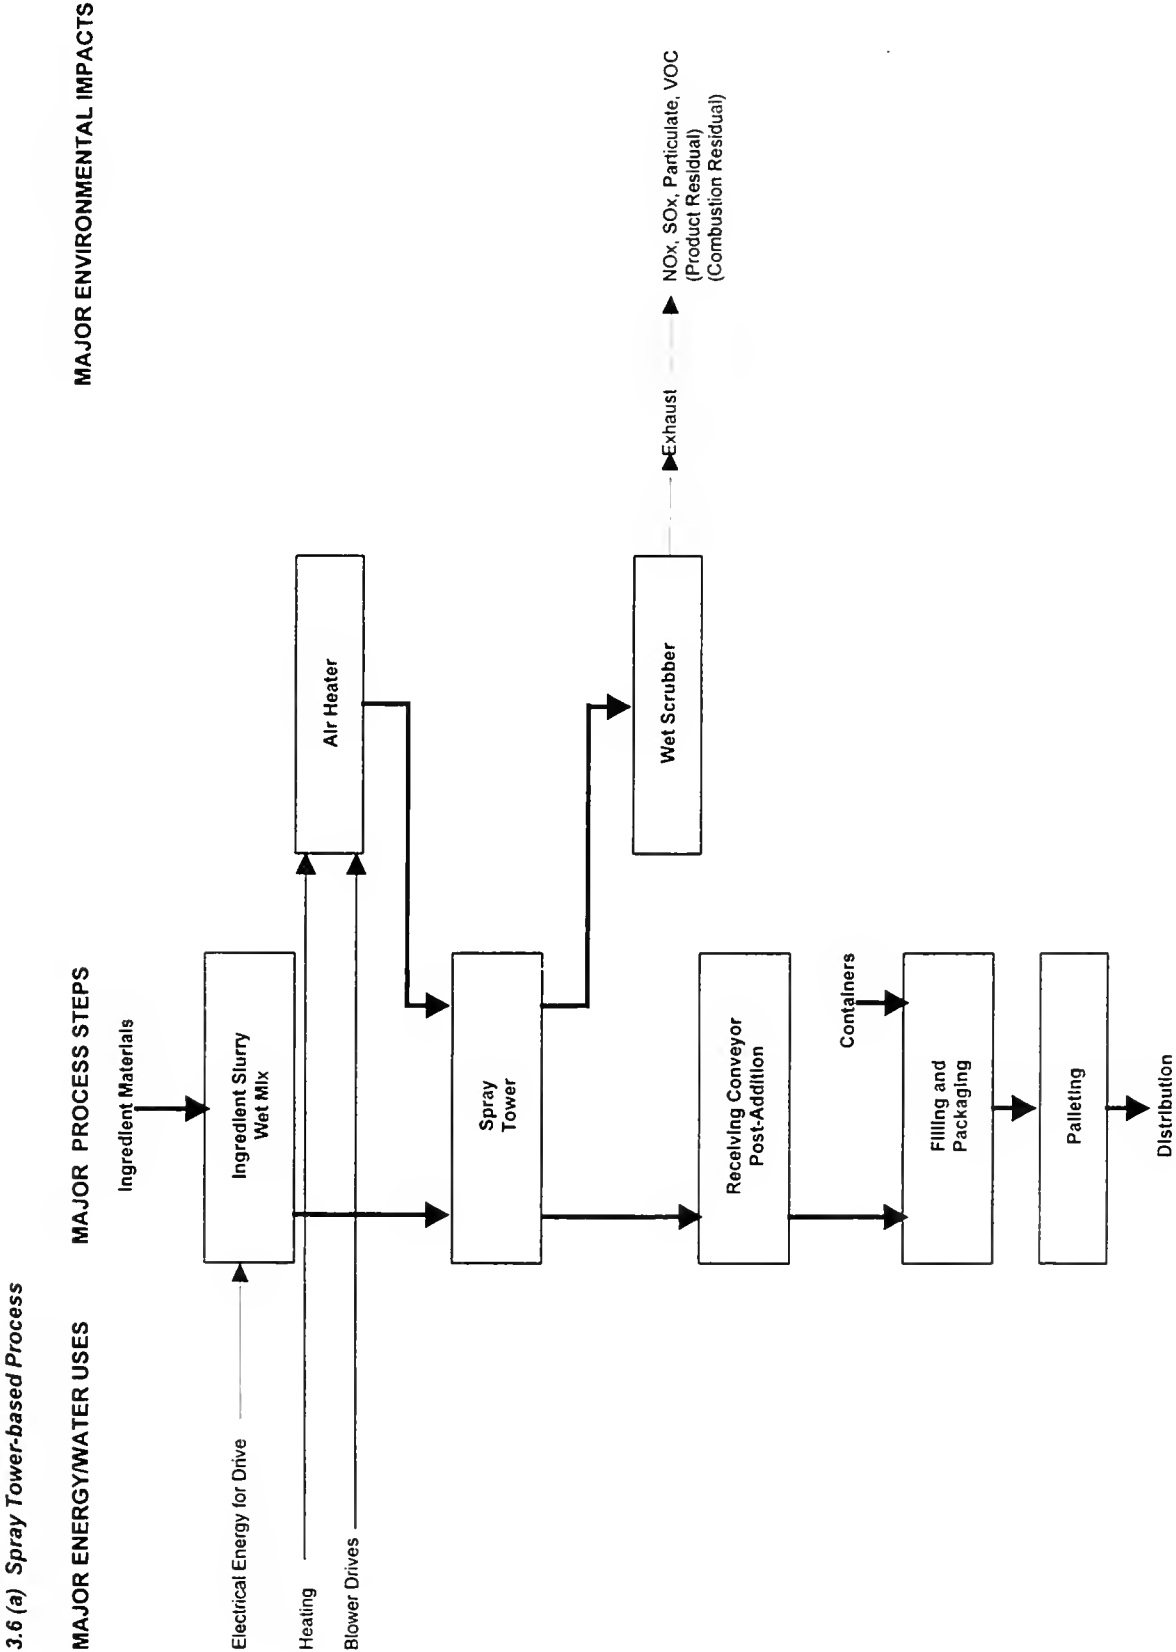 3.6 (a) Spray Tower-based Process
MAJOR ENERGY/WATER USES
MAJOR PROCESS STEPS
MAJOR ENVIRONMENTAL IMPACTS
Ingredient Materials
Electrical Energy for Drive
Ingredient Slurry
Wet Mix
Heating
Blower Drives
Air Heater
Spray
Tower
Wet Scrubber
Exhaust
NOx, SOx, Particulate, VOC
(Product Residual)
(Combustion Residual)
Receiving Conveyor
Post-Addition
Containers
Filling and
Packaging
Palleting
Distribution